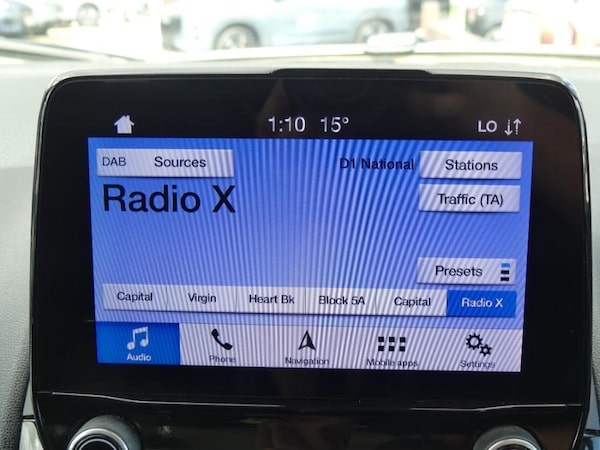 1:10 15° LO
DAB Sources D1 National Stations
Radio X Traffic (TA)
Presets
Capital Virgin Heart Bk Block 5A Capital Radio X
Audio Phone Navigation Mobile apps Settings